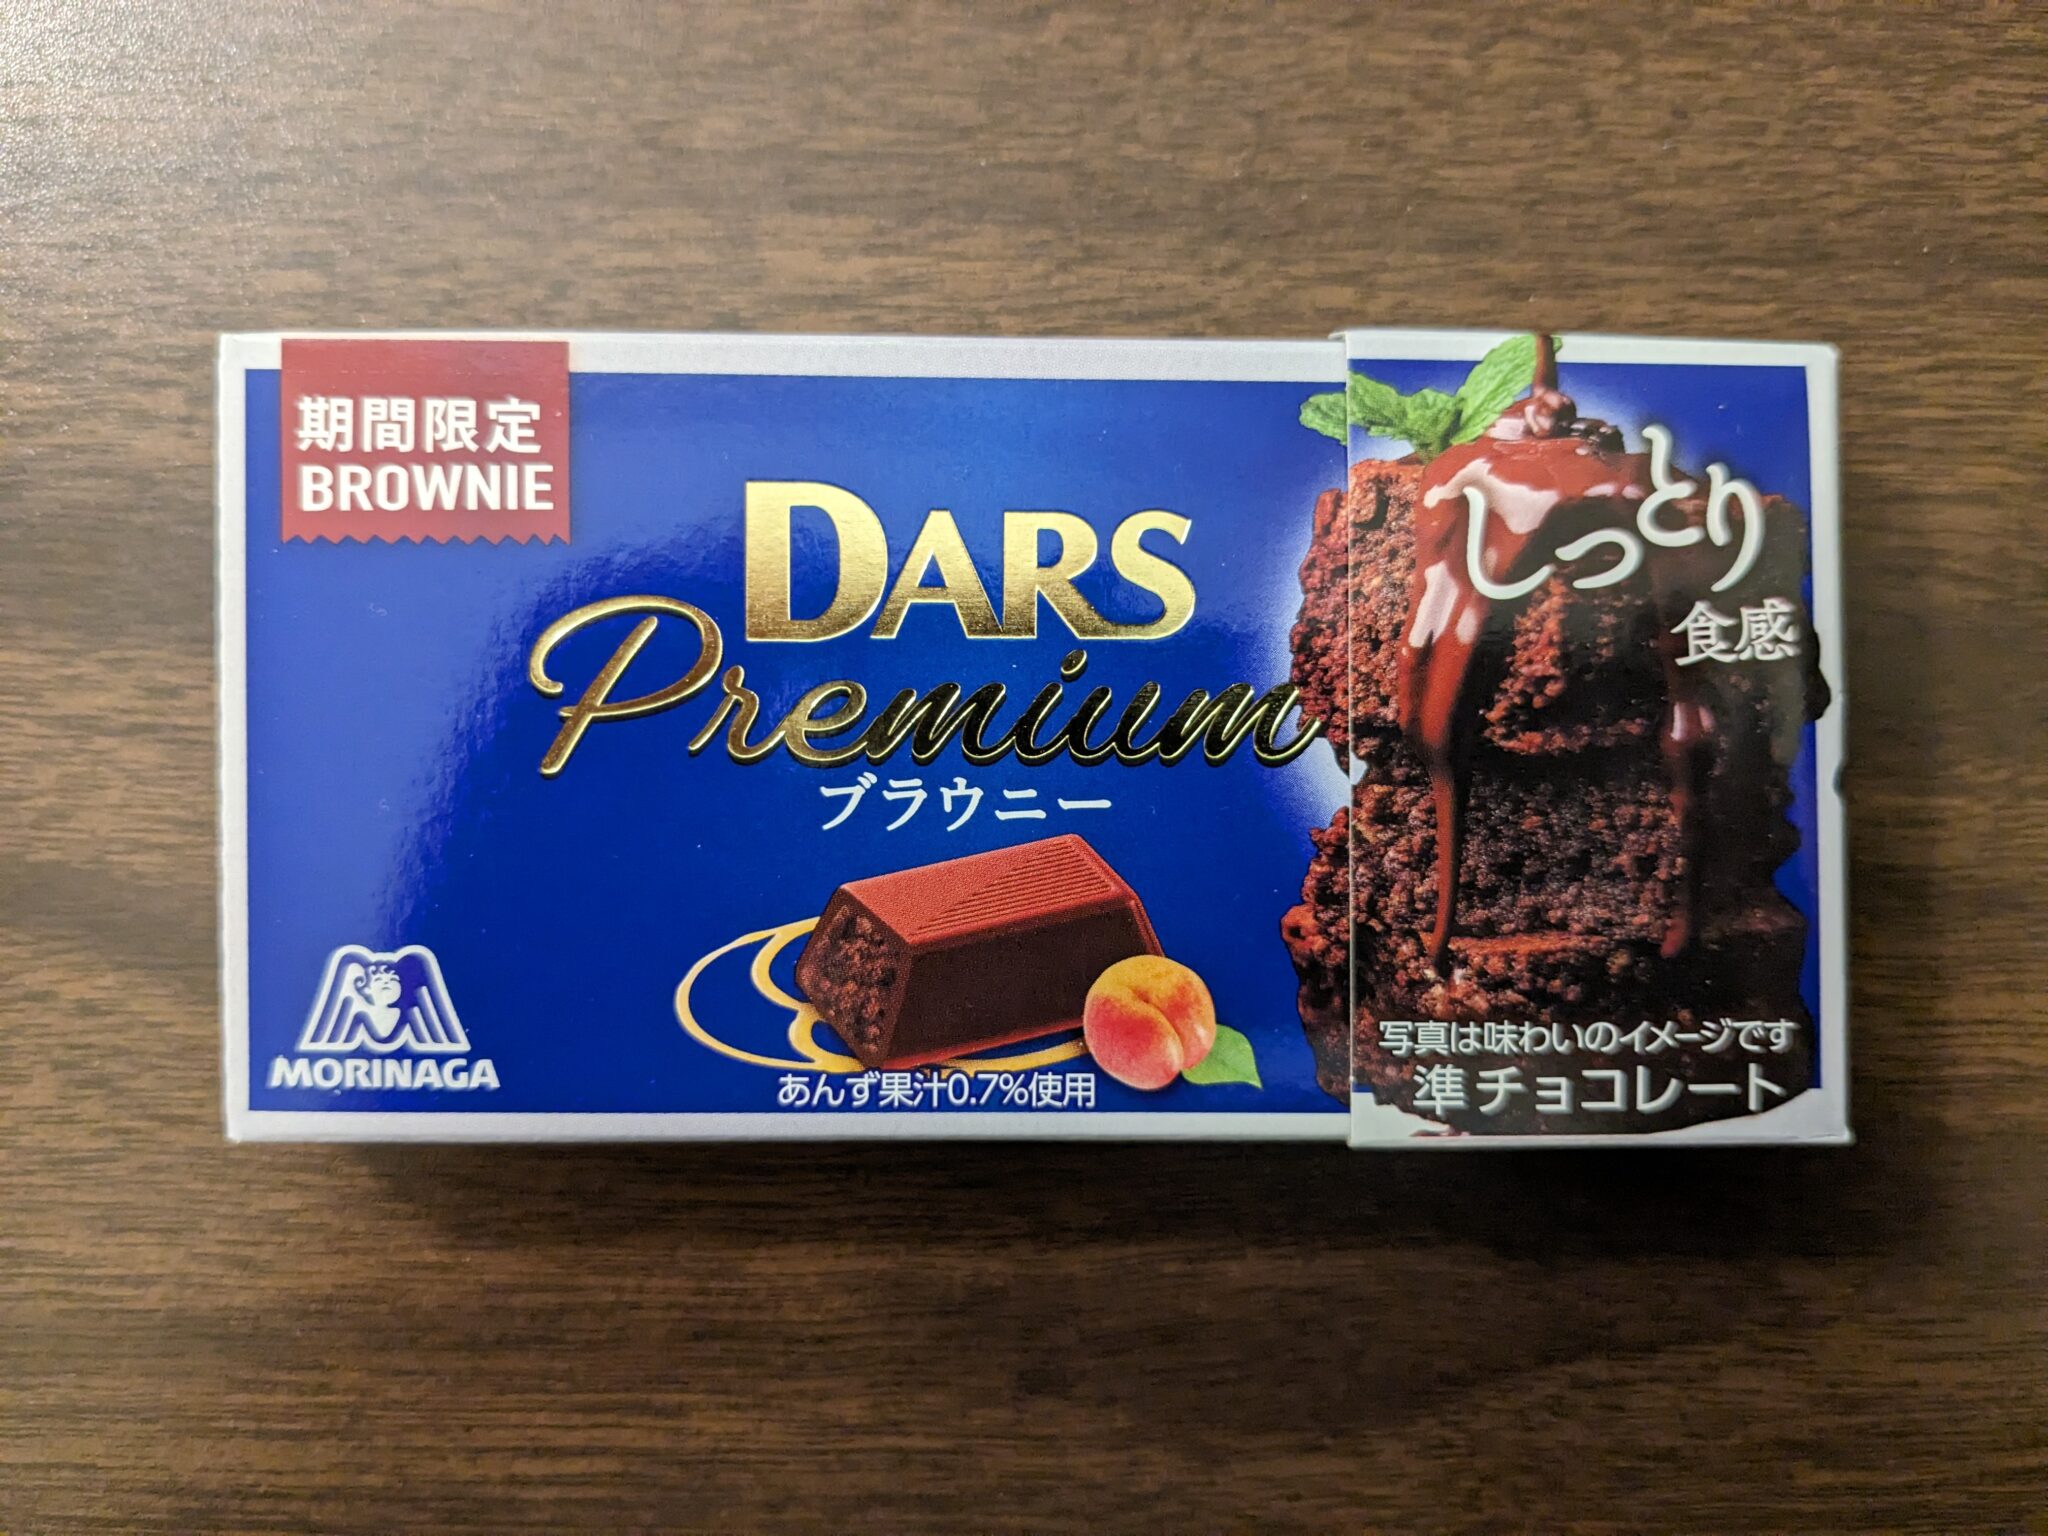 期間限定
BROWNIE
DARS
Premium
ブラウニー
しっとり
食感
MORINAGA
あんず果汁0.7%使用
写真は味わいのイメージです
準チョコレート